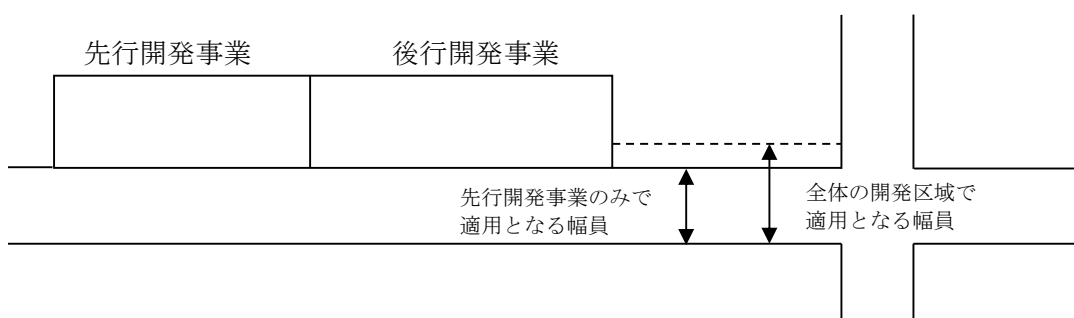 先行開発事業
後行開発事業
先行開発事業のみで
適用となる幅員
全体の開発区域で
適用となる幅員